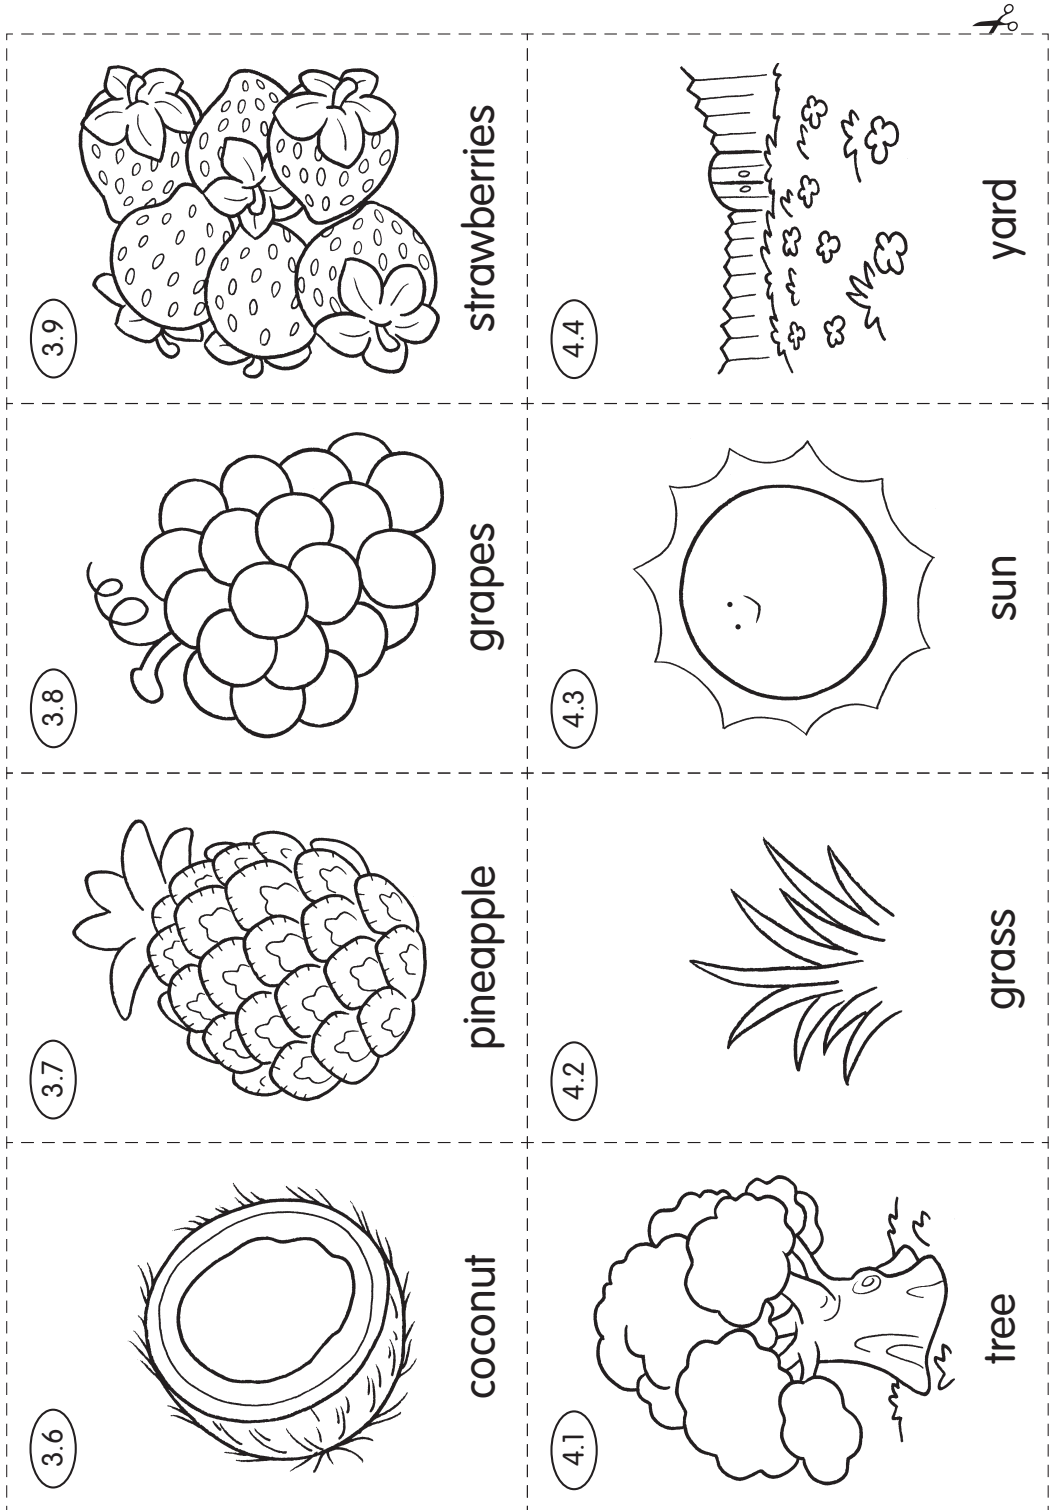 3.6
coconut
3.7
pineapple
3.8
grapes
3.9
strawberries
4.1
tree
4.2
grass
4.3
sun
4.4
yard